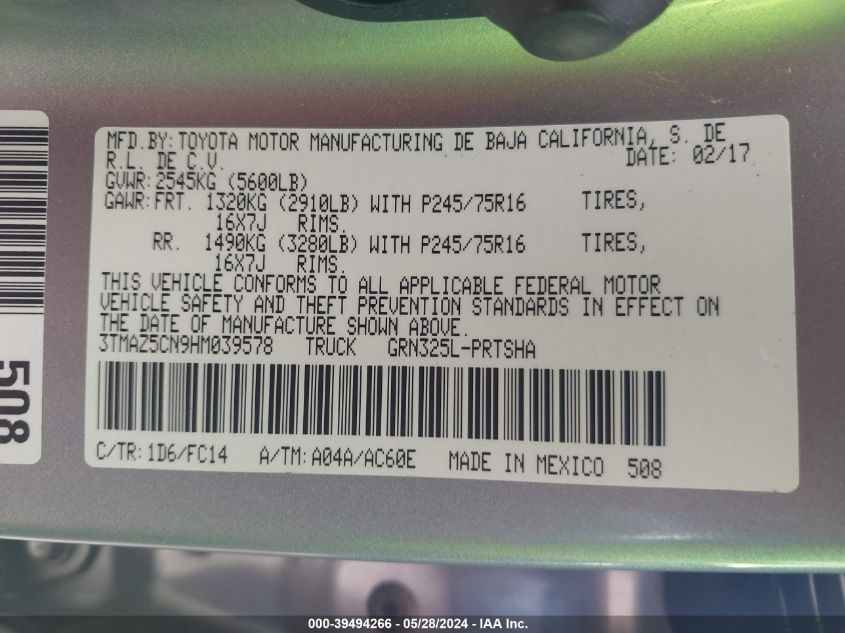 MFD.BY:TOYOTA MOTOR MANUFACTURING DE BAJA CALIFORNIA, S. DE
R.L. DE C.V. DATE: 02/17
GVWR:2545KG (5600LB)
GAWR:FRT. 1320KG (2910LB) WITH P245/75R16 TIRES,
16X7J RIMS.
RR. 1490KG (3280LB) WITH P245/75R16 TIRES,
16X7J RIMS.
THIS VEHICLE CONFORMS TO ALL APPLICABLE FEDERAL MOTOR
VEHICLE SAFETY AND THEFT PREVENTION STANDARDS IN EFFECT ON
THE DATE OF MANUFACTURE SHOWN ABOVE.
3TMAZ5CN9HM039578 TRUCK GRN325L-PRTSHA
C/TR:1D6/FC14 A/TM:A04A/AC60E MADE IN MEXICO 508
508
000-39494266 - 05/28/2024 - IAA Inc.